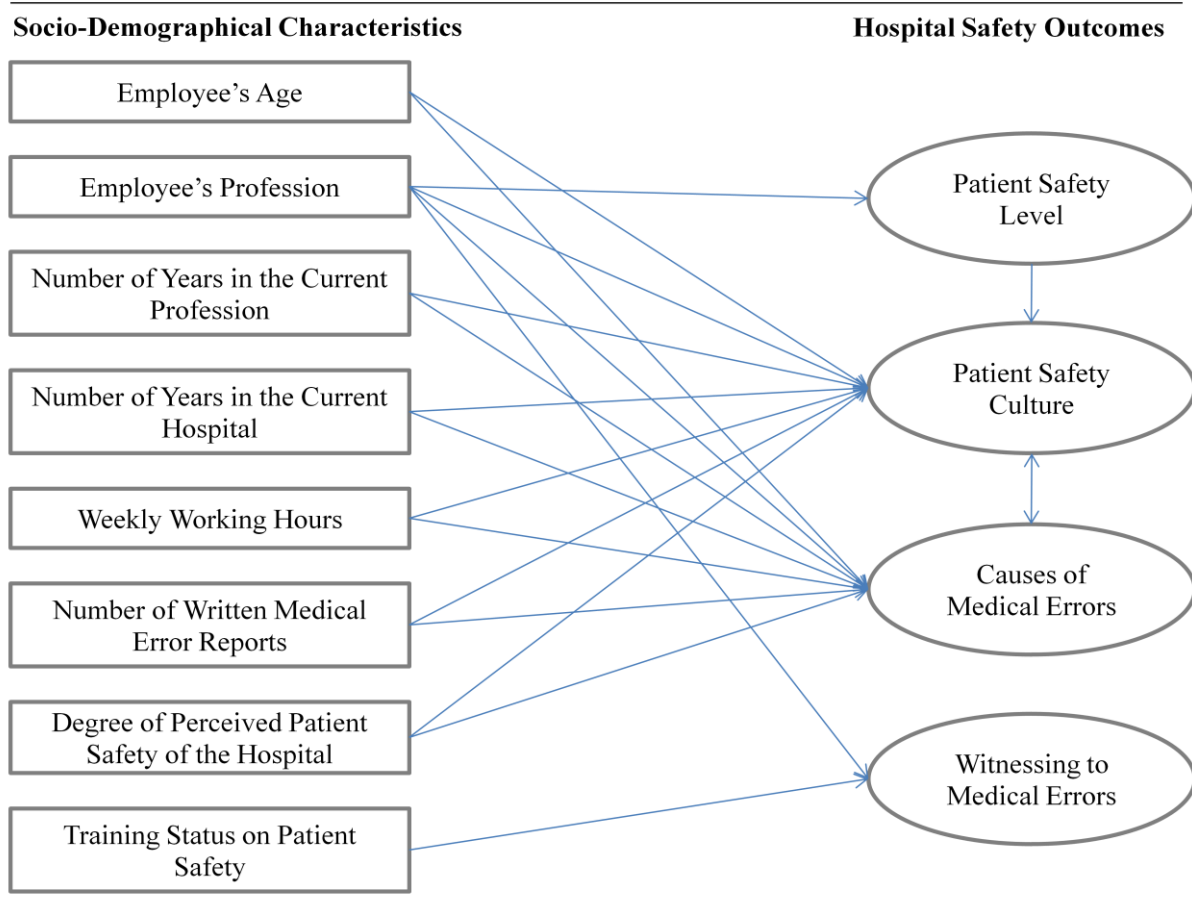 Socio-Demographical Characteristics
Hospital Safety Outcomes
Employee's Age
Employee's Profession
Number of Years in the Current
Profession
Number of Years in the Current
Hospital
Weekly Working Hours
Number of Written Medical
Error Reports
Degree of Perceived Patient
Safety of the Hospital
Training Status on Patient
Safety
Patient Safety
Level
Patient Safety
Culture
Causes of
Medical Errors
Witnessing to
Medical Errors